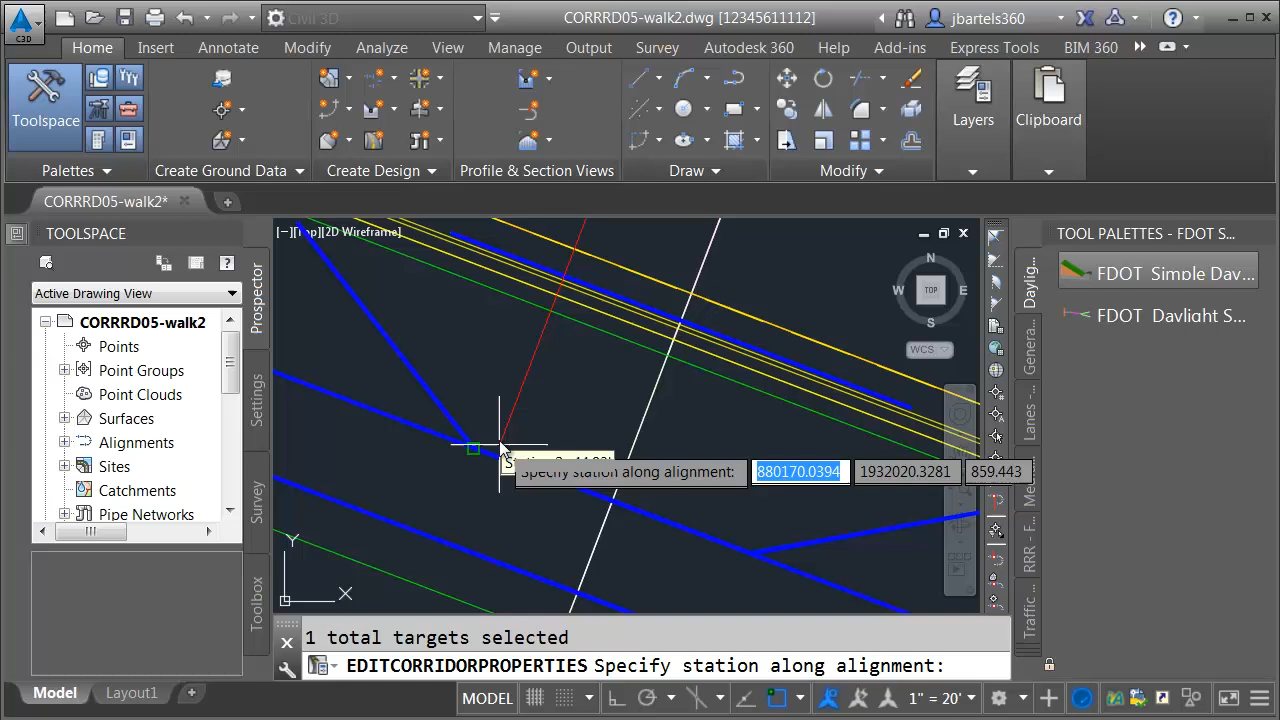 Civil 3D
CORRRD05-walk2.dwg [12345611112]
jbartels360
C3D
Home Insert Annotate Modify Analyze View Manage Output Survey Autodesk 360 Help Add-ins Express Tools BIM 360
Toolspace
Layers
Clipboard
Palettes
Create Ground Data
Create Design
Profile & Section Views
Draw
Modify
CORRRD05-walk2*
TOOLSPACE
Active Drawing View
CORRRD05-walk2
Points
Point Groups
Point Clouds
Surfaces
Alignments
Sites
Catchments
Pipe Networks
Prospector
Settings
Survey
Toolbox
[−][Top][2D Wireframe]
N
W TOP E
S
WCS
Specify station along alignment: 880170.0394 1932020.3281 859.443
Y
X
TOOL PALETTES - FDOT S...
FDOT_Simple Dav...
FDOT_Daylight S...
Daylig...
Genera...
Lanes -...
RRR - F...
Traffic ...
1 total targets selected
EDITCORRIDORPROPERTIES Specify station along alignment:
Model Layout1
MODEL
1" = 20'